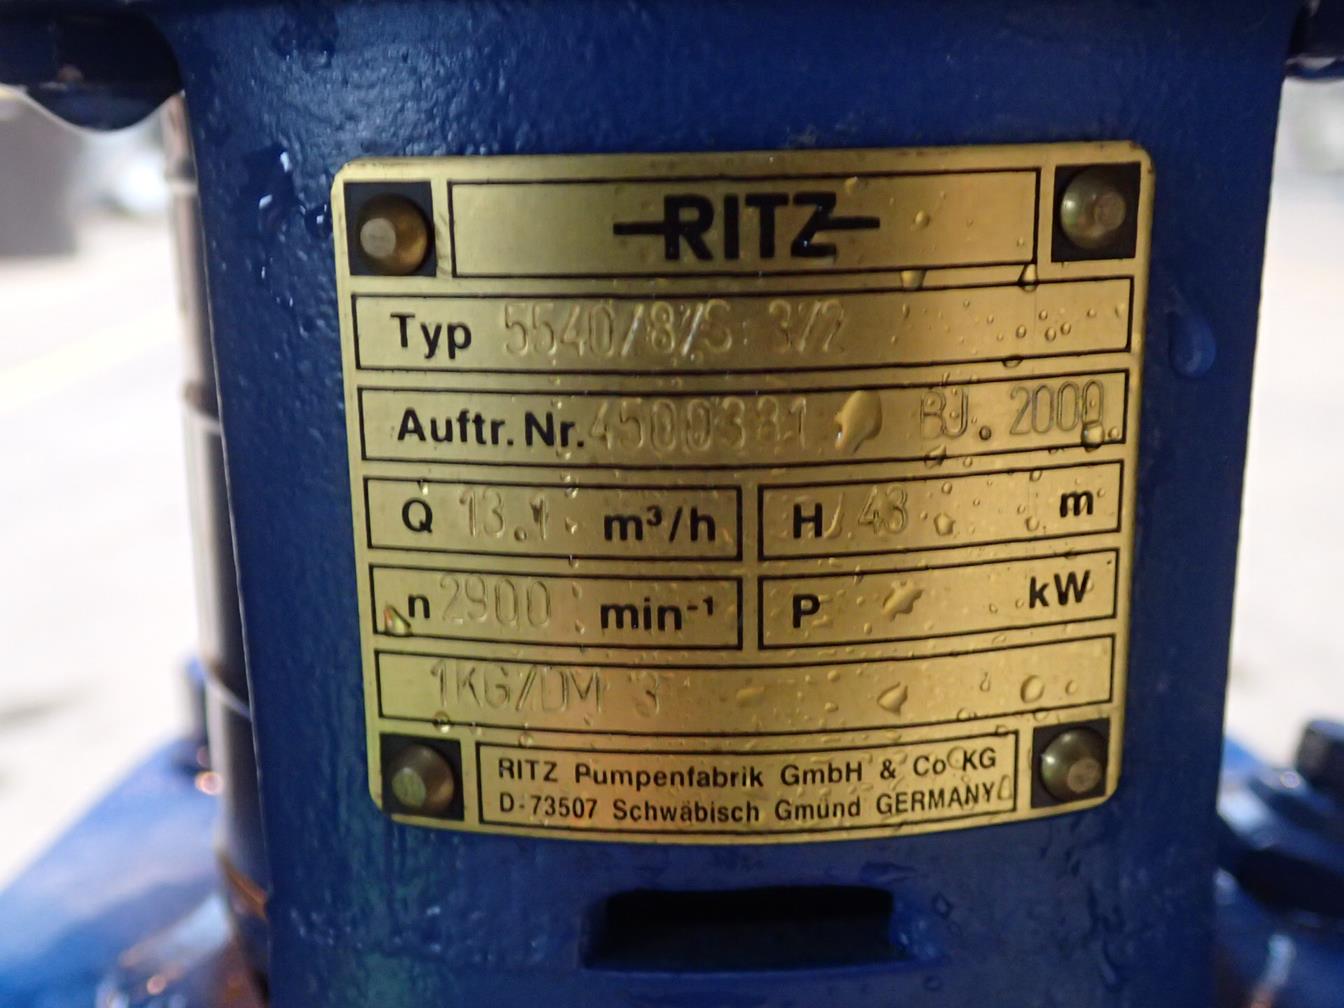 RITZ
Typ 5540/8/S 3/2
Auftr. Nr. 4500381 BJ. 2000
Q 13.1 m³/h H 43 m
n 2900 min⁻¹ P kW
1KG/DM 3
RITZ Pumpenfabrik GmbH & Co KG
D-73507 Schwäbisch Gmünd GERMANY